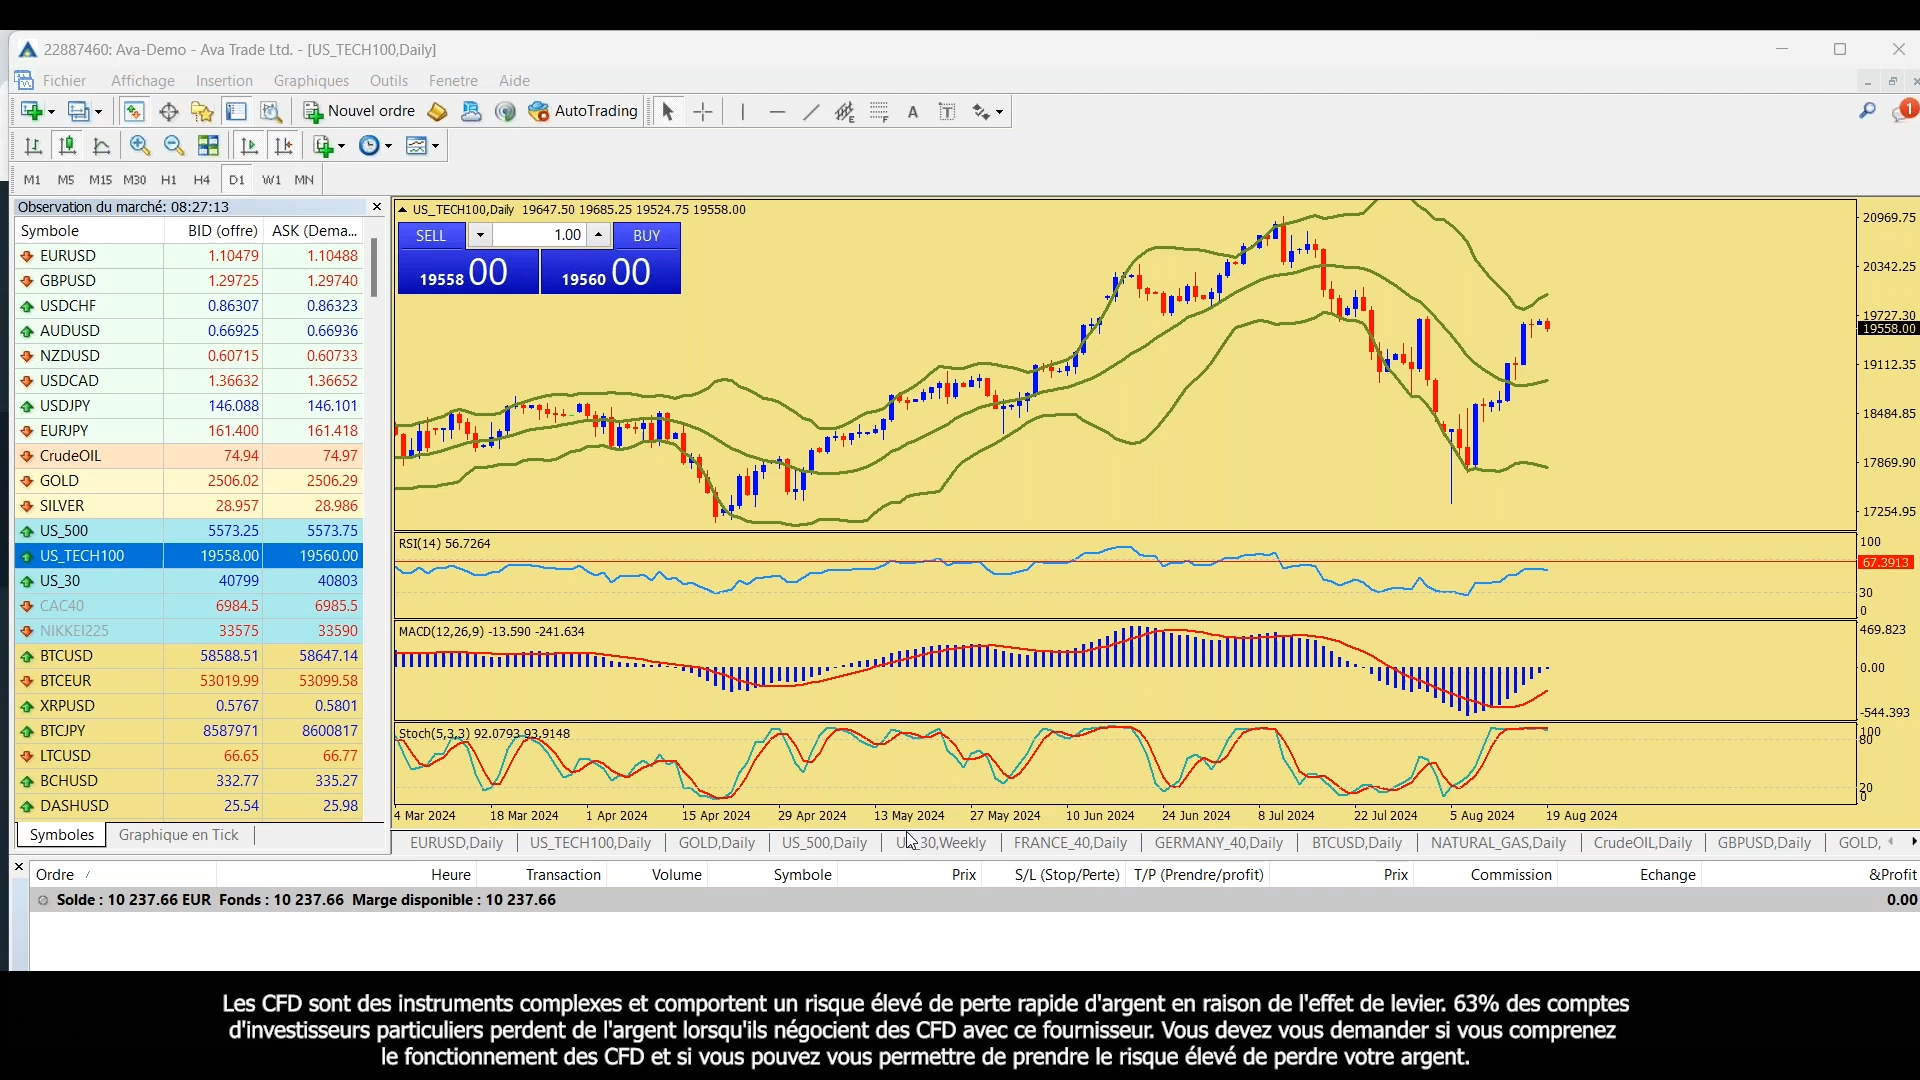 22887460: Ava-Demo - Ava Trade Ltd. - [US_TECH100,Daily]
Fichier Affichage Insertion Graphiques Outils Fenetre Aide
Nouvel ordre AutoTrading
1
M1 M5 M15 M30 H1 H4 D1 W1 MN
Observation du marché: 08:27:13
Symbole BID (offre) ASK (Dema...
EURUSD 1.10479 1.10488
GBPUSD 1.29725 1.29740
USDCHF 0.86307 0.86323
AUDUSD 0.66925 0.66936
NZDUSD 0.60715 0.60733
USDCAD 1.36632 1.36652
USDJPY 146.088 146.101
EURJPY 161.400 161.418
CrudeOIL 74.94 74.97
GOLD 2506.02 2506.29
SILVER 28.957 28.986
US_500 5573.25 5573.75
US_TECH100 19558.00 19560.00
US_30 40799 40803
CAC40 6984.5 6985.5
NIKKEI225 33575 33590
BTCUSD 58588.51 58647.14
BTCEUR 53019.99 53099.58
XRPUSD 0.5767 0.5801
BTCJPY 8587971 8600817
LTCUSD 66.65 66.77
BCHUSD 332.77 335.27
DASHUSD 25.54 25.98
Symboles Graphique en Tick
US_TECH100,Daily 19647.50 19685.25 19524.75 19558.00
SELL 1.00 BUY
19558 00 19560 00
20969.75
20342.25
19727.30
19558.00
19112.35
18484.85
17869.90
17254.95
RSI(14) 56.7264
100
67.3913
30
0
MACD(12,26,9) -13.590 -241.634
469.823
0.00
-544.393
Stoch(5,3,3) 92.0793 93.9148
100
80
20
0
4 Mar 2024 18 Mar 2024 1 Apr 2024 15 Apr 2024 29 Apr 2024 13 May 2024 27 May 2024 10 Jun 2024 24 Jun 2024 8 Jul 2024 22 Jul 2024 5 Aug 2024 19 Aug 2024
EURUSD,Daily US_TECH100,Daily GOLD,Daily US_500,Daily US_30,Weekly FRANCE_40,Daily GERMANY_40,Daily BTCUSD,Daily NATURAL_GAS,Daily CrudeOIL,Daily GBPUSD,Daily GOLD,
Ordre / Heure Transaction Volume Symbole Prix S/L (Stop/Perte) T/P (Prendre/profit) Prix Commission Echange &Profit
Solde : 10 237.66 EUR Fonds : 10 237.66 Marge disponible : 10 237.66 0.00
Les CFD sont des instruments complexes et comportent un risque élevé de perte rapide d'argent en raison de l'effet de levier. 63% des comptes
d'investisseurs particuliers perdent de l'argent lorsqu'ils négocient des CFD avec ce fournisseur. Vous devez vous demander si vous comprenez
le fonctionnement des CFD et si vous pouvez vous permettre de prendre le risque élevé de perdre votre argent.